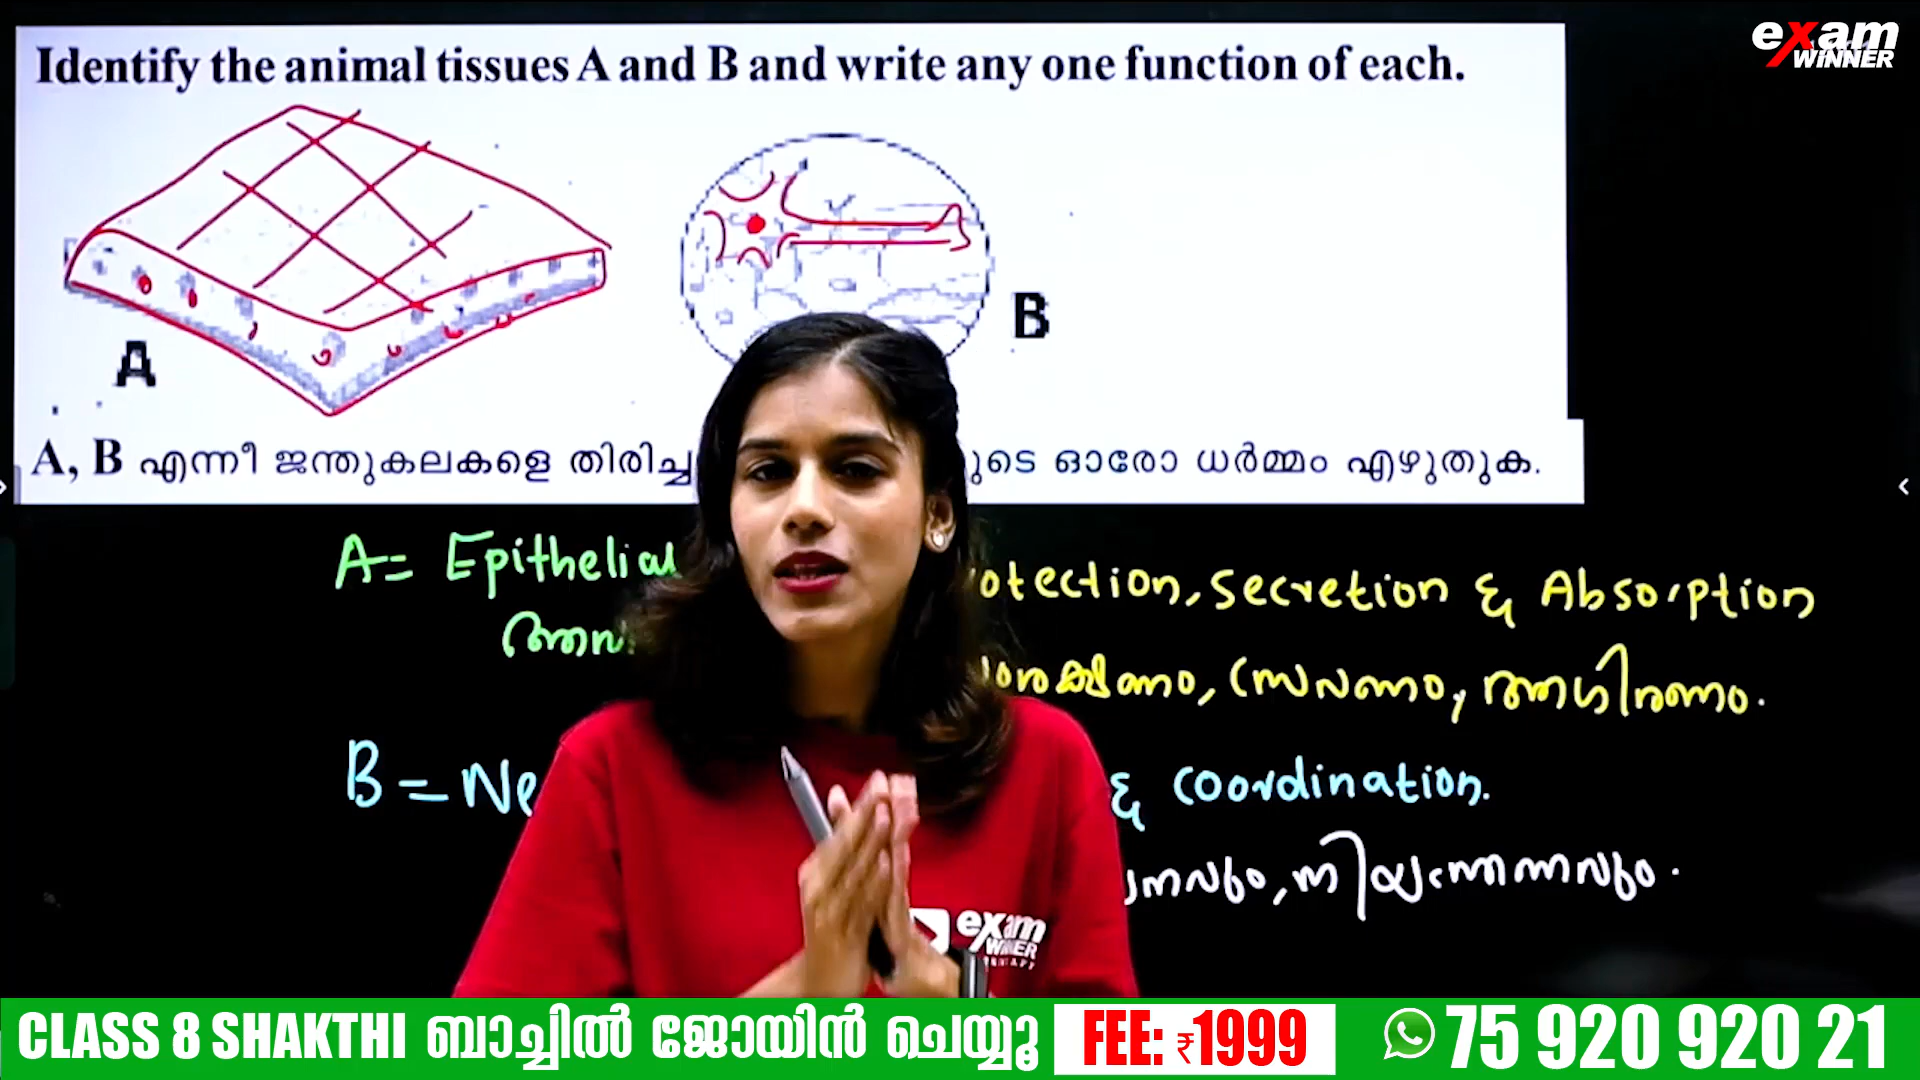 exam
WINNER
Identify the animal tissues A and B and write any one function of each.
A
B
A, B എന്നീ ജന്തുകലകളെ തിരിച്ച
ുടെ ഓരോ ധർമ്മം എഴുതുക.
A= Epithelial
otection, Secretion & Absorption
സംരക്ഷണം, സ്രവണം, ആഗിരണം.
B = Ne
& coordination.
exam
WINNER
CLASS 8 SHAKTHI ബാച്ചിൽ ജോയിൻ ചെയ്യൂ
FEE: ₹1999
75 920 920 21